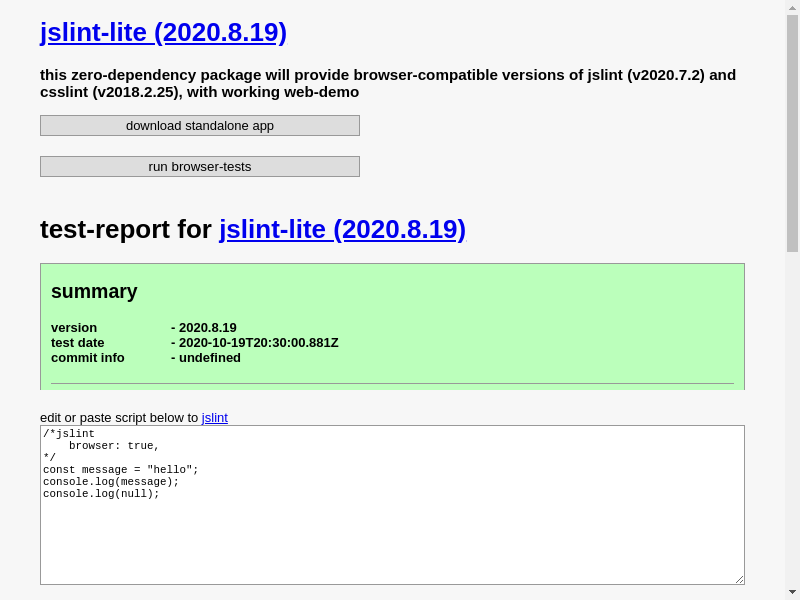 jslint-lite (2020.8.19)
this zero-dependency package will provide browser-compatible versions of jslint (v2020.7.2) and
csslint (v2018.2.25), with working web-demo
download standalone app
run browser-tests
test-report for jslint-lite (2020.8.19)
summary
version - 2020.8.19
test date - 2020-10-19T20:30:00.881Z
commit info - undefined
edit or paste script below to jslint
/*jslint
    browser: true,
*/
const message = "hello";
console.log(message);
console.log(null);